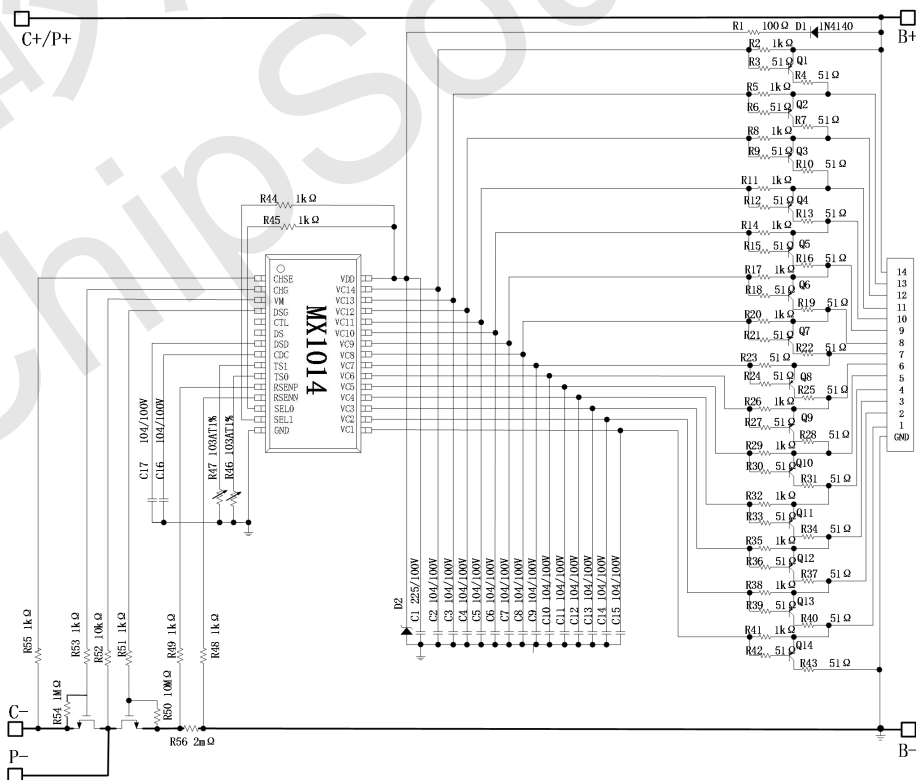 ChipSou
C+/P+
B+
R1 100Ω D1 1N4140
R2 1kΩ
R3 51Ω Q1
R4 51Ω
R5 1kΩ
R6 51Ω Q2
R7 51Ω
R8 1kΩ
R9 51Ω Q3
R10 51Ω
R11 1kΩ
R12 51Ω Q4
R13 51Ω
R14 1kΩ
R15 51Ω Q5
R16 51Ω
R17 1kΩ
R18 51Ω Q6
R19 51Ω
R20 1kΩ
R21 51Ω Q7
R22 51Ω
R23 1kΩ
R24 51Ω Q8
R25 51Ω
R26 1kΩ
R27 51Ω Q9
R28 51Ω
R29 1kΩ
R30 51Ω Q10
R31 51Ω
R32 1kΩ
R33 51Ω Q11
R34 51Ω
R35 1kΩ
R36 51Ω Q12
R37 51Ω
R38 1kΩ
R39 51Ω Q13
R40 51Ω
R41 1kΩ
R42 51Ω Q14
R43 51Ω
14
13
12
11
10
9
8
7
6
5
4
3
2
1
GND
R44 1kΩ
R45 1kΩ
MX1014
CHSE VDD
CHG VC14
VM VC13
DSG VC12
CTL VC11
DS VC10
DSD VC9
CDC VC8
TS1 VC7
TS0 VC6
RSENP VC5
RSENN VC4
SEL0 VC3
SEL1 VC2
GND VC1
C17 104/100V
C16 104/100V
R47 103AT1%
R46 103AT1%
D2
C1 225/100V
C2 104/100V
C3 104/100V
C4 104/100V
C5 104/100V
C6 104/100V
C7 104/100V
C8 104/100V
C9 104/100V
C10 104/100V
C11 104/100V
C12 104/100V
C13 104/100V
C14 104/100V
C15 104/100V
R55 1kΩ
R53 1kΩ
R52 10kΩ
R51 1kΩ
R49 1kΩ
R48 1kΩ
R54 1MΩ
R50 10MΩ
R56 2mΩ
C-
P-
B-